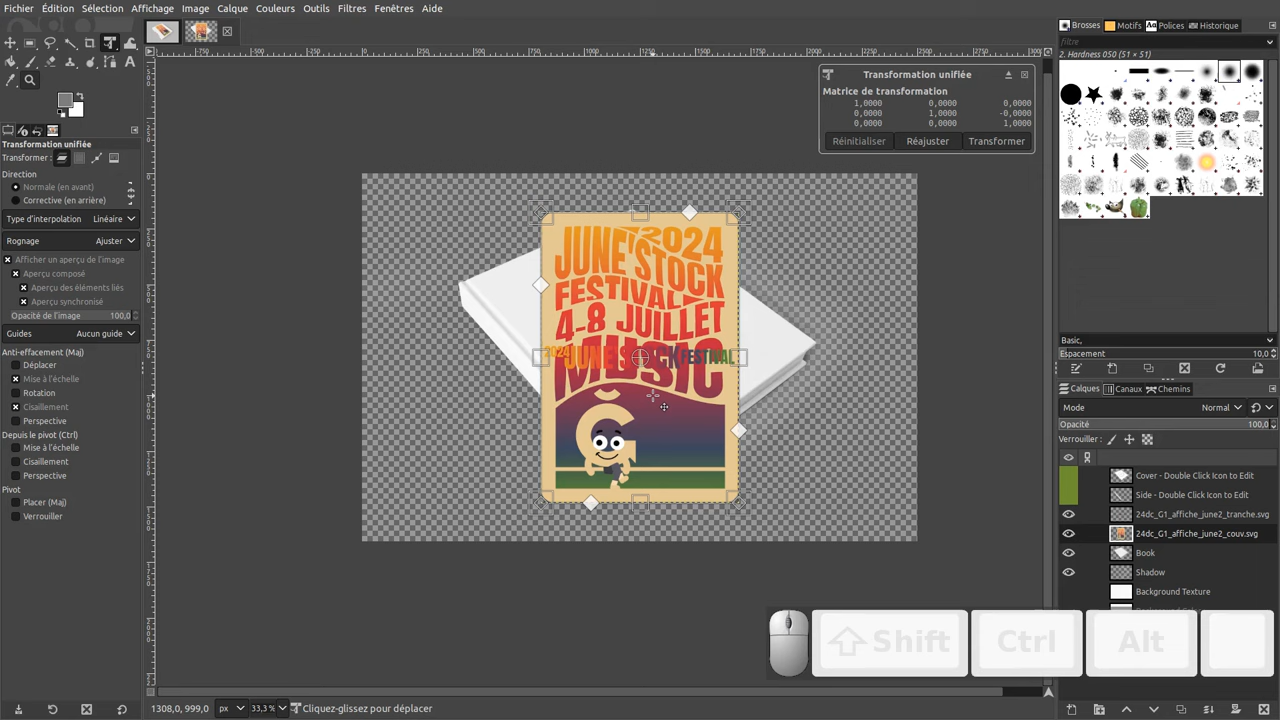 Fichier Édition Sélection Affichage Image Calque Couleurs Outils Filtres Fenêtres Aide
Transformation unifiée
Transformer :
Direction
Normale (en avant)
Corrective (en arrière)
Type d'interpolation Linéaire
Rognage Ajuster
Afficher un aperçu de l'image
Aperçu composé
Aperçu des éléments liés
Aperçu synchronisé
Opacité de l'image 100,0
Guides Aucun guide
Anti-effacement (Maj)
Déplacer
Mise à l'échelle
Rotation
Cisaillement
Perspective
Depuis le pivot (Ctrl)
Mise à l'échelle
Cisaillement
Perspective
Pivot
Placer (Maj)
Verrouiller
Transformation unifiée
Matrice de transformation
1,0000 0,0000 0,0000
0,0000 1,0000 -0,0000
0,0000 0,0000 1,0000
Réinitialiser Réajuster Transformer
2024
JUNE'STOCK
FESTIVAL
4-8 JUILLET
MUSIC
2024 FESTIVAL
1308,0, 999,0 px 33,3 % Cliquez-glissez pour déplacer
Brosses Motifs Aa Polices Historique
filtre
2. Hardness 050 (51 × 51)
Basic,
Espacement 10,0
Calques Canaux Chemins
Mode Normal
Opacité 100,0
Verrouiller :
Cover - Double Click Icon to Edit
Side - Double Click Icon to Edit
24dc_G1_affiche_june2_tranche.svg
24dc_G1_affiche_june2_couv.svg
Book
Shadow
Background Texture
Shift Ctrl Alt